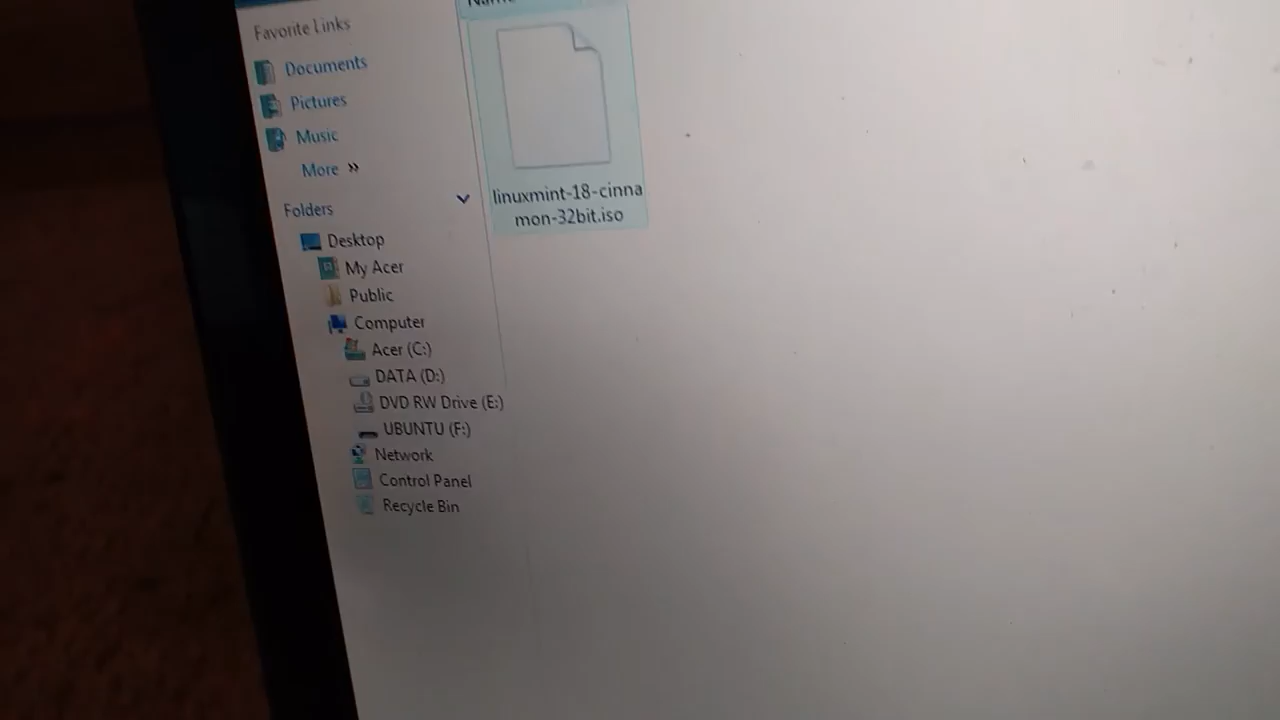 Favorite Links
Documents
Pictures
Music
More »
Folders
Desktop
My Acer
Public
Computer
Acer (C:)
DATA (D:)
DVD RW Drive (E:)
UBUNTU (F:)
Network
Control Panel
Recycle Bin
Name
linuxmint-18-cinna
mon-32bit.iso